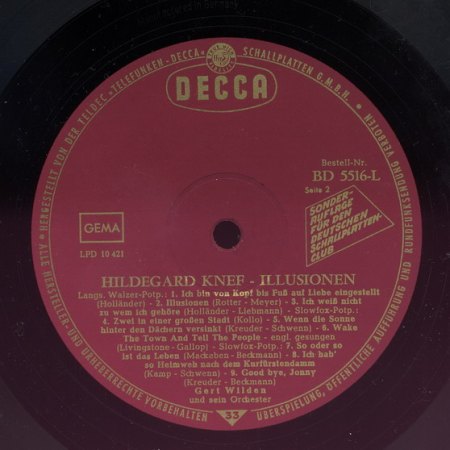 Manufactured in Germany
HERGESTELLT VON DER TELDEC »TELEFUNKEN-DECCA« SCHALLPLATTEN G.M.B.H.
DECCA
Bestell-Nr.
BD 5516-L
Seite 2
SONDER-
AUFLAGE
FÜR DEN
DEUTSCHEN
SCHALLPLATTEN-
CLUB
GEMA
LPD 10 421
HILDEGARD KNEF - ILLUSIONEN
Langs. Walzer-Potp.: 1. Ich bin von Kopf bis Fuß auf Liebe eingestellt
(Holländer) - 2. Illusionen (Rotter - Meyer) - 3. Ich weiß nicht
zu wem ich gehöre (Holländer - Liebmann) - Slowfox-Potp.:
4. Zwei in einer großen Stadt (Kollo) - 5. Wenn die Sonne
hinter den Dächern versinkt (Kreuder - Schwenn) - 6. Wake
The Town And Tell The People - engl. gesungen
(Livingstone - Gallop) - Slowfox-Potp.: 7. So oder so
ist das Leben (Mackeben - Beckmann) - 8. Ich hab'
so Heimweh nach dem Kurfürstendamm
(Kamp - Schwenn) - 9. Good bye, Jonny
(Kreuder - Beckmann)
Gert Wilden
und sein Orchester
33
ALLE HERSTELLER-UND URHEBERRECHTE VORBEHALTEN
ÜBERSPIELUNG, ÖFFENTLICHE AUFFÜHRUNG UND RUNDFUNKSENDUNG VERBOTEN